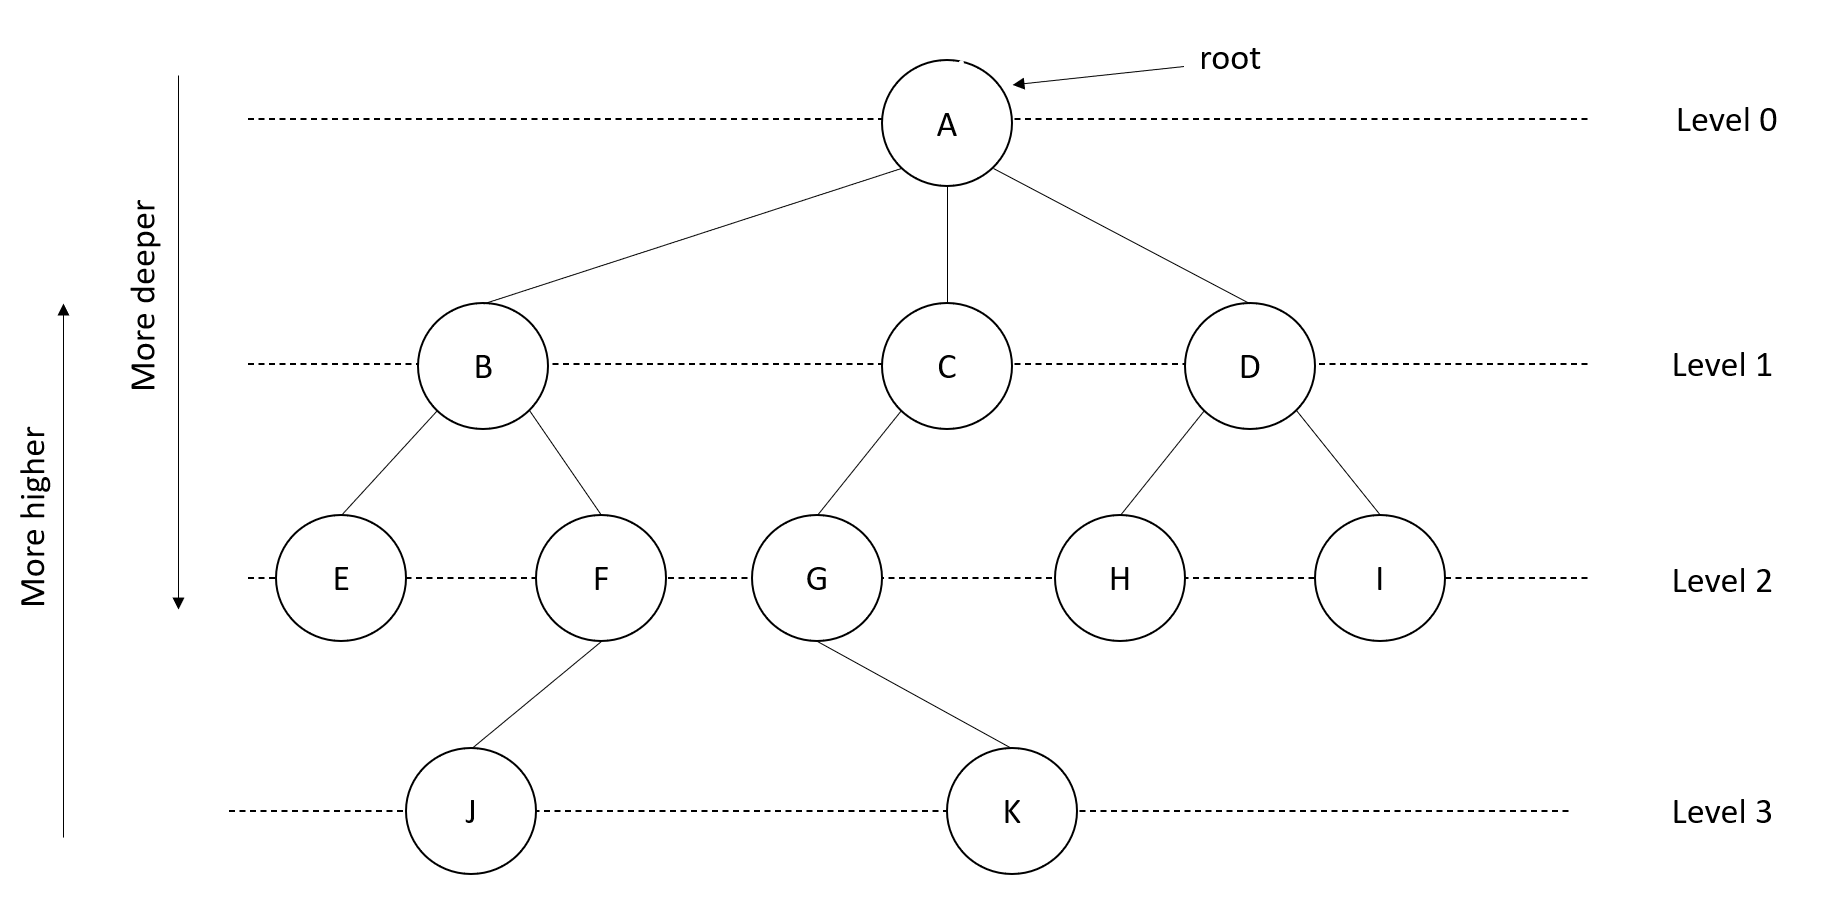 root
A
Level 0
More deeper
B
C
D
Level 1
More higher
E
F
G
H
I
Level 2
J
K
Level 3